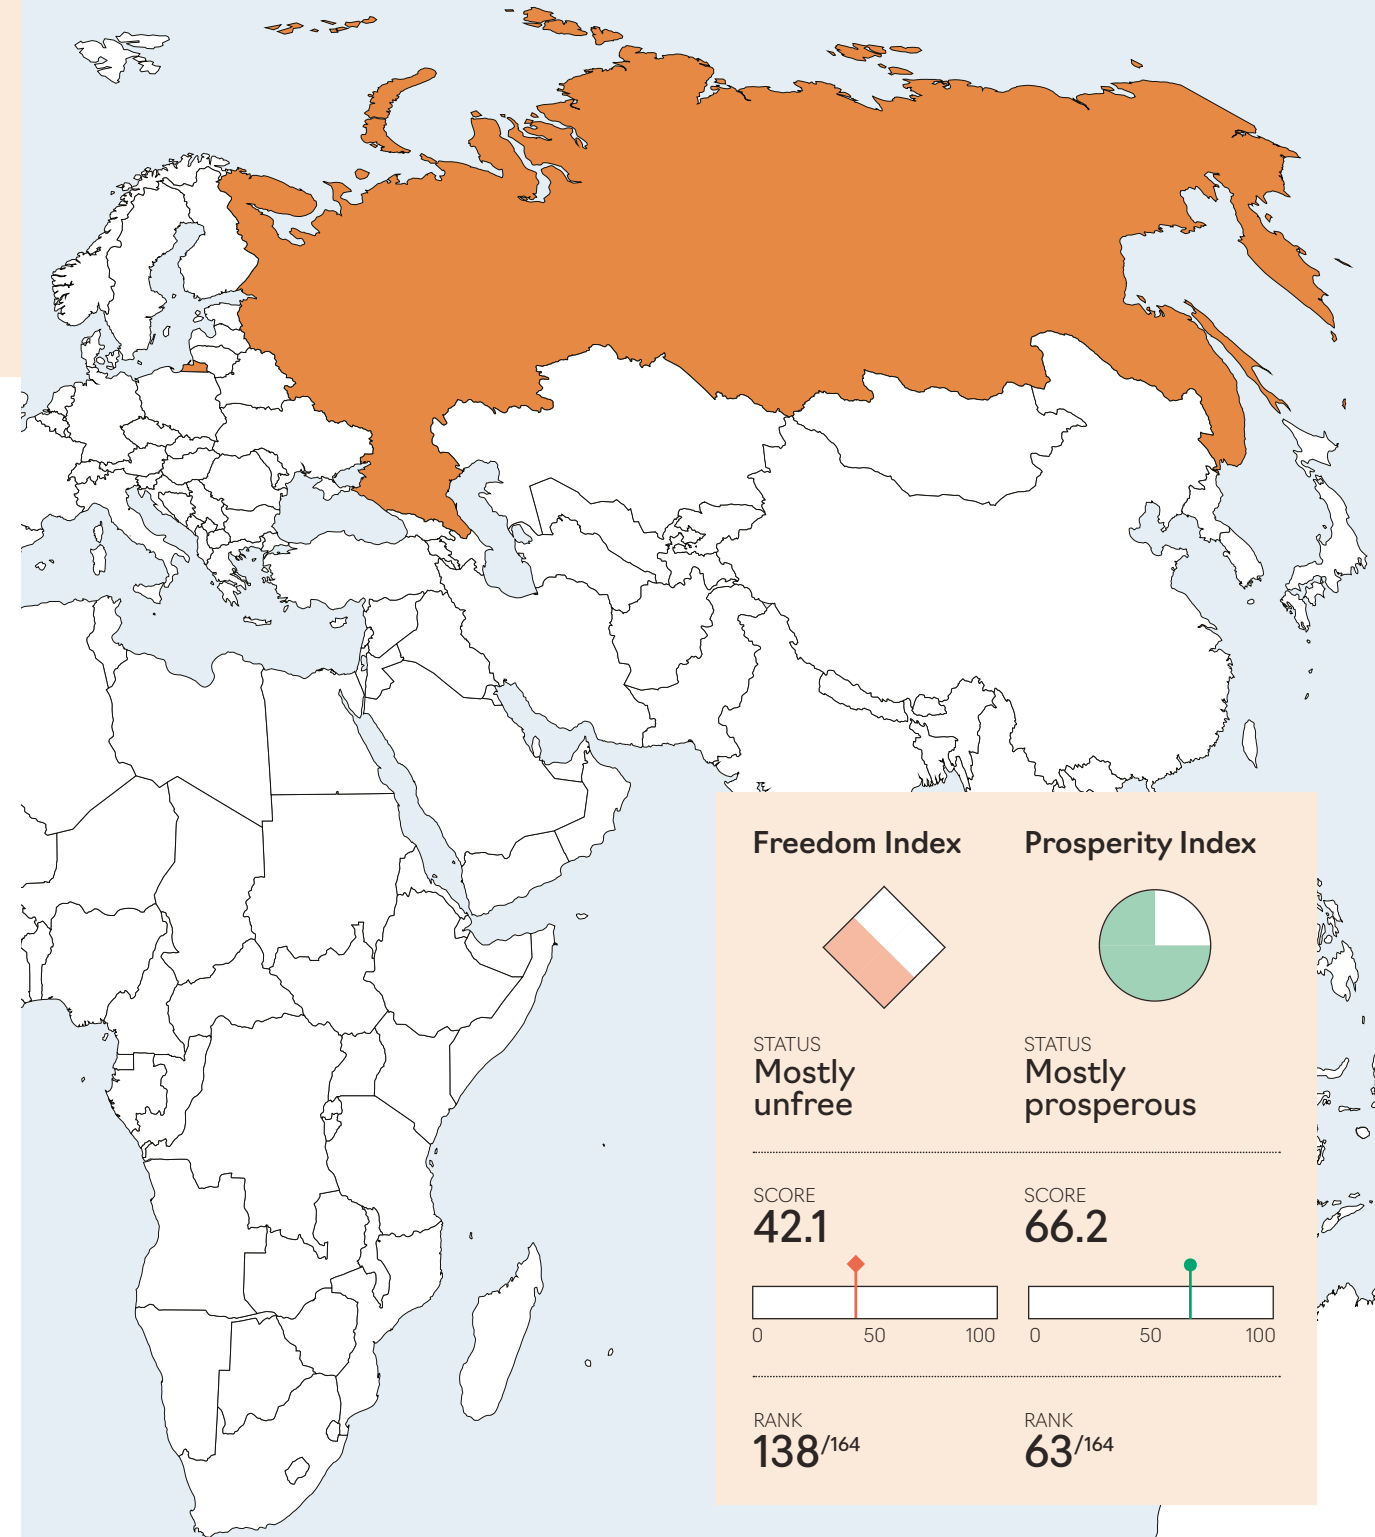 Freedom Index
Prosperity Index
STATUS
Mostly
unfree
STATUS
Mostly
prosperous
SCORE
42.1
SCORE
66.2
0 50 100
0 50 100
RANK
138/164
RANK
63/164